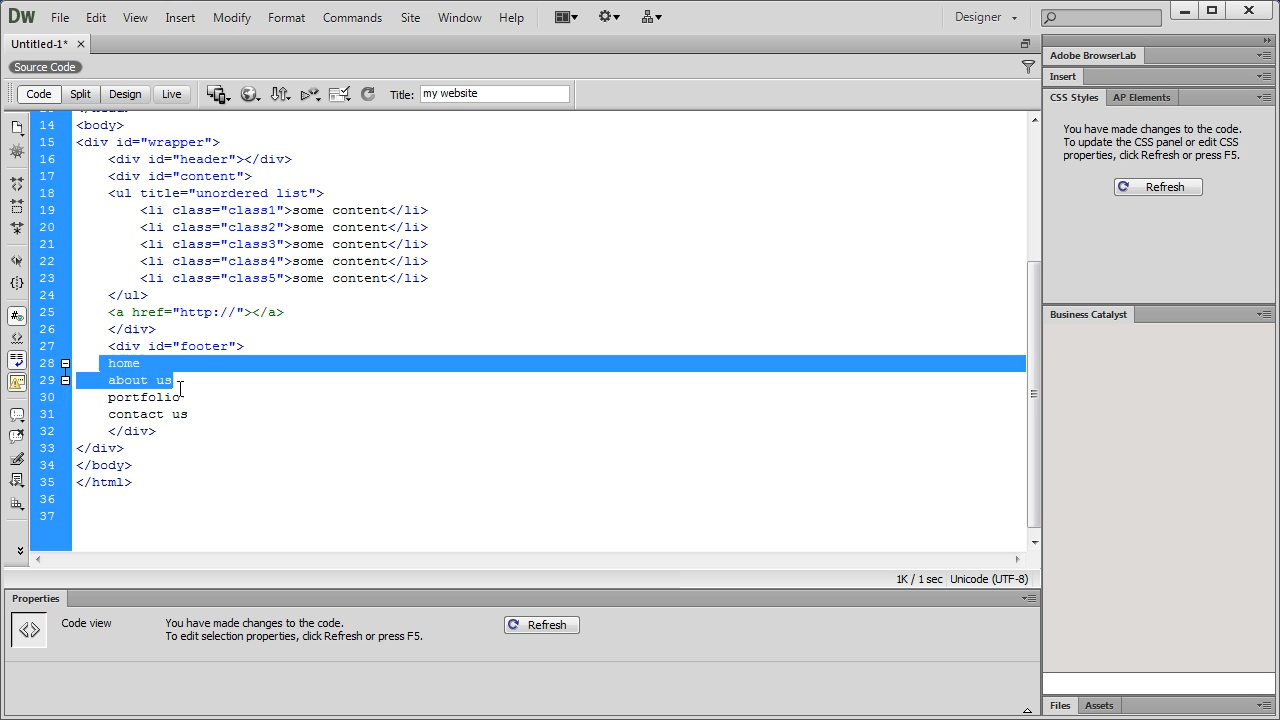 Dw File Edit View Insert Modify Format Commands Site Window Help Designer
Untitled-1*
Source Code
Code Split Design Live Title: my website
14 <body>
15 <div id="wrapper">
16 <div id="header"></div>
17 <div id="content">
18 <ul title="unordered list">
19 <li class="class1">some content</li>
20 <li class="class2">some content</li>
21 <li class="class3">some content</li>
22 <li class="class4">some content</li>
23 <li class="class5">some content</li>
24 </ul>
25 <a href="http://"></a>
26 </div>
27 <div id="footer">
28 home
29 about us
30 portfolio
31 contact us
32 </div>
33 </div>
34 </body>
35 </html>
36
37
1K / 1 sec Unicode (UTF-8)
Properties
Code view
You have made changes to the code.
To edit selection properties, click Refresh or press F5.
Refresh
Adobe BrowserLab
Insert
CSS Styles AP Elements
You have made changes to the code.
To update the CSS panel or edit CSS
properties, click Refresh or press F5.
Refresh
Business Catalyst
Files Assets